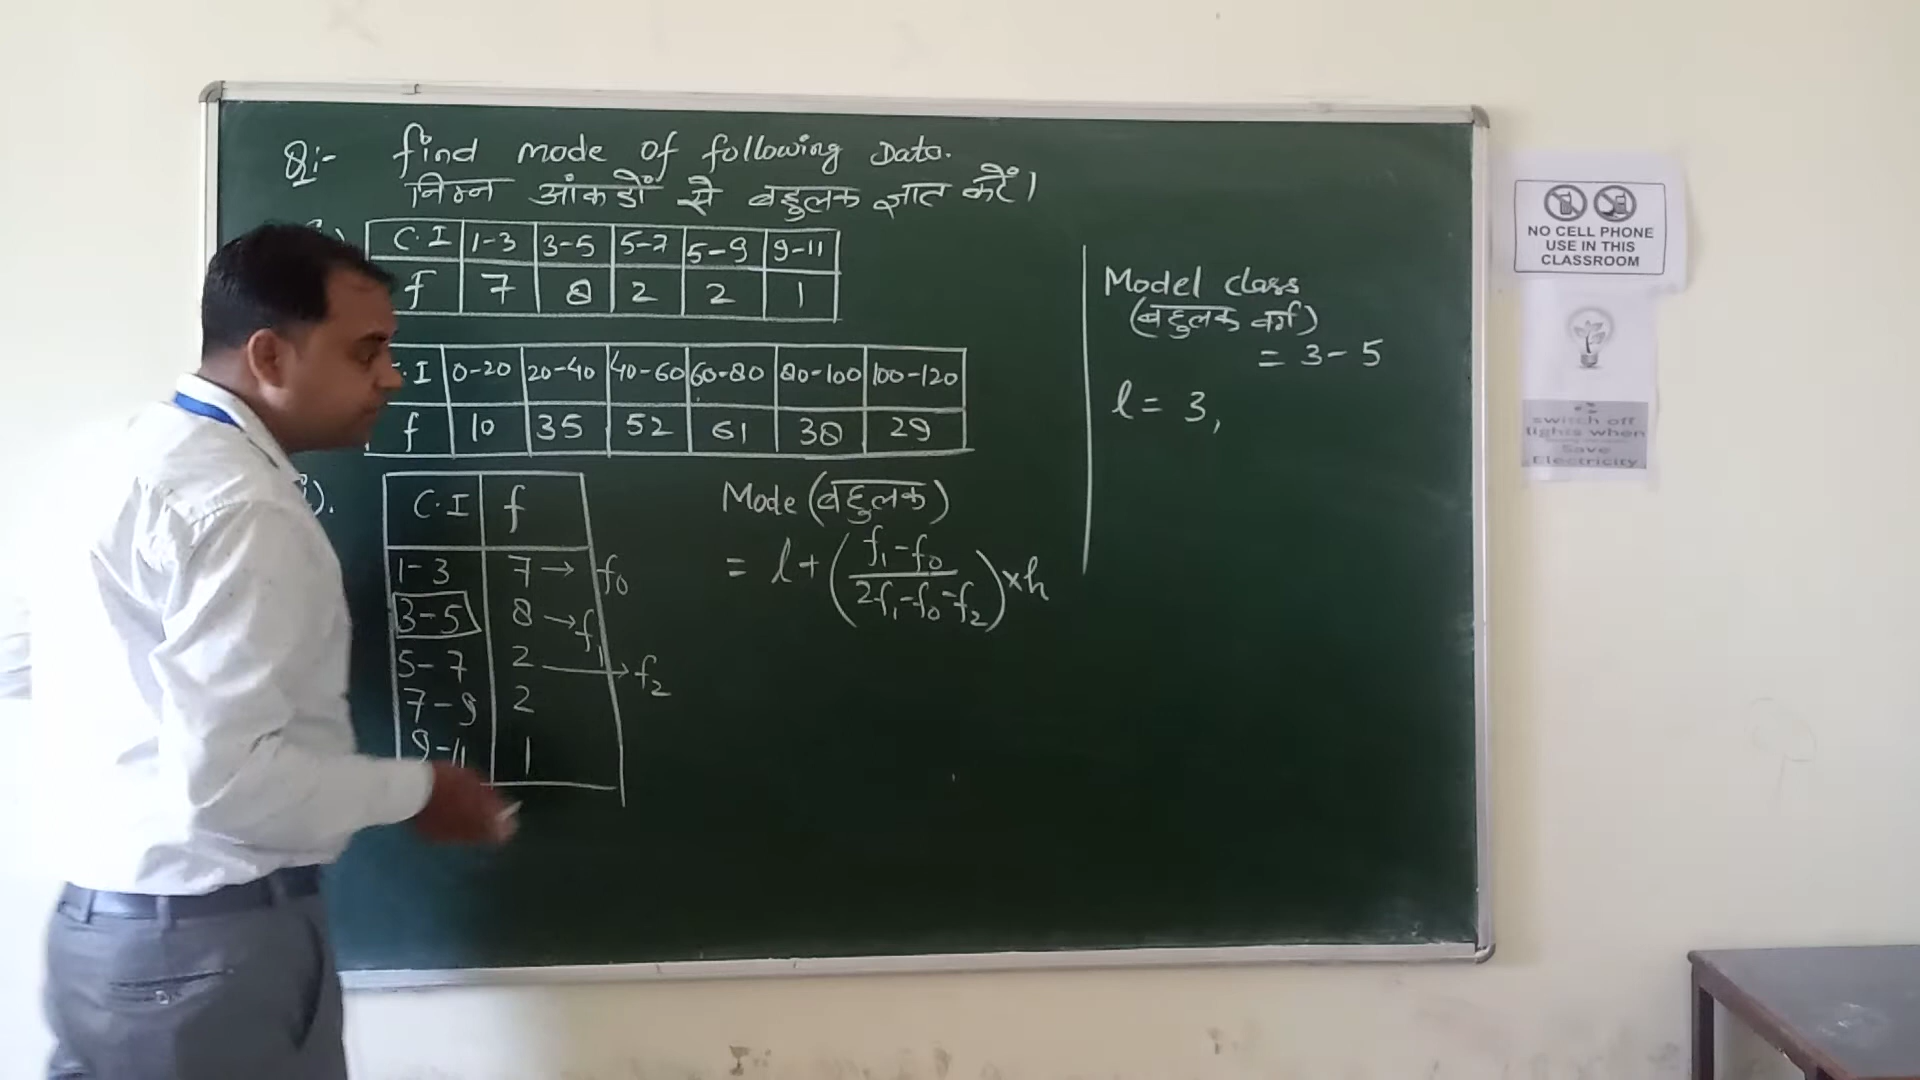 Q:- find mode of following Data.
निम्न आंकडों से बहुलक ज्ञात करें।
C.I 1-3 3-5 5-7 5-9 9-11
f 7 8 2 2 1
.I 0-20 20-40 40-60 60-80 80-100 100-120
f 10 35 52 61 38 29
i).
C.I f
1-3 7 → f₀
3-5 8 → f₁
5-7 2 → f₂
7-9 2
9-11 1
Mode (बहुलक)
= l + (f₁-f₀ / 2f₁-f₀-f₂) × h
Model class
(बहुलक वर्ग)
= 3-5
l = 3,
NO CELL PHONE
USE IN THIS
CLASSROOM
switch off
lights when
Save
Electricity